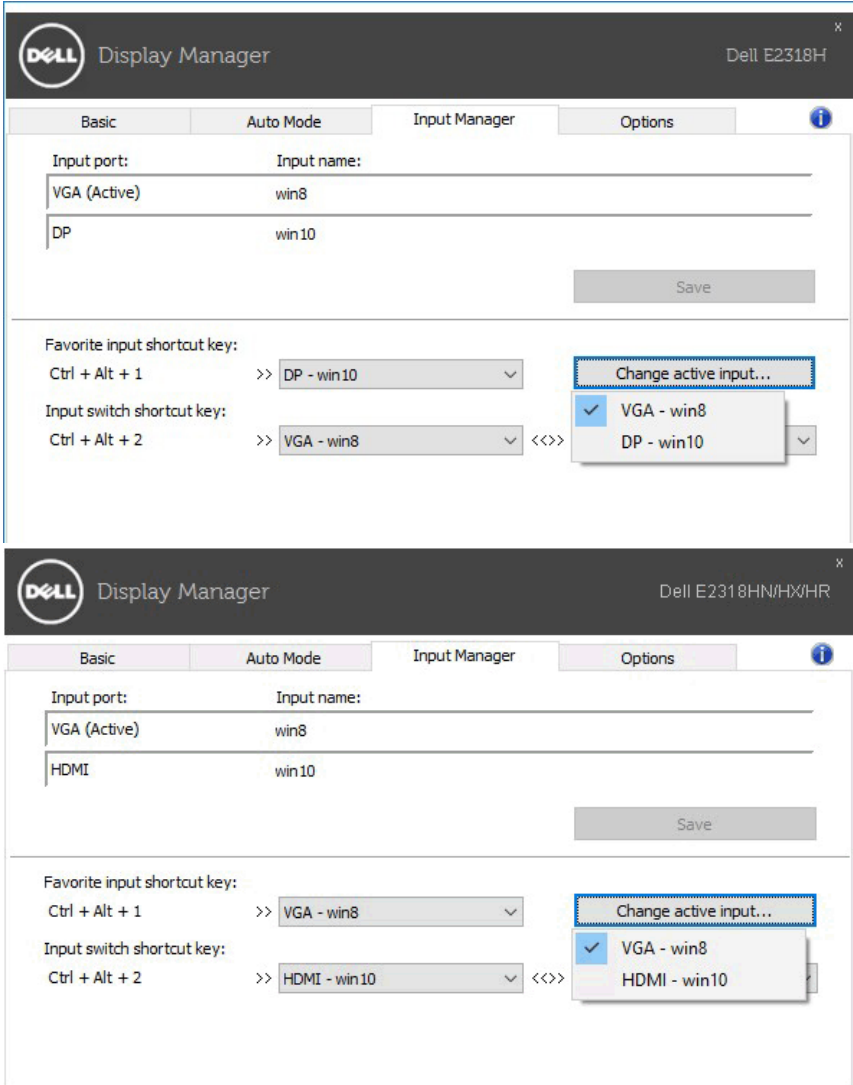 DELL Display Manager Dell E2318H x
Basic Auto Mode Input Manager Options i
Input port: Input name:
VGA (Active) win8
DP win10
Save
Favorite input shortcut key:
Ctrl + Alt + 1 >> DP - win10 Change active input...
Input switch shortcut key: VGA - win8
Ctrl + Alt + 2 >> VGA - win8 <<>> DP - win10
DELL Display Manager Dell E2318HN/HX/HR x
Basic Auto Mode Input Manager Options i
Input port: Input name:
VGA (Active) win8
HDMI win10
Save
Favorite input shortcut key:
Ctrl + Alt + 1 >> VGA - win8 Change active input...
Input switch shortcut key: VGA - win8
Ctrl + Alt + 2 >> HDMI - win10 <<>> HDMI - win10